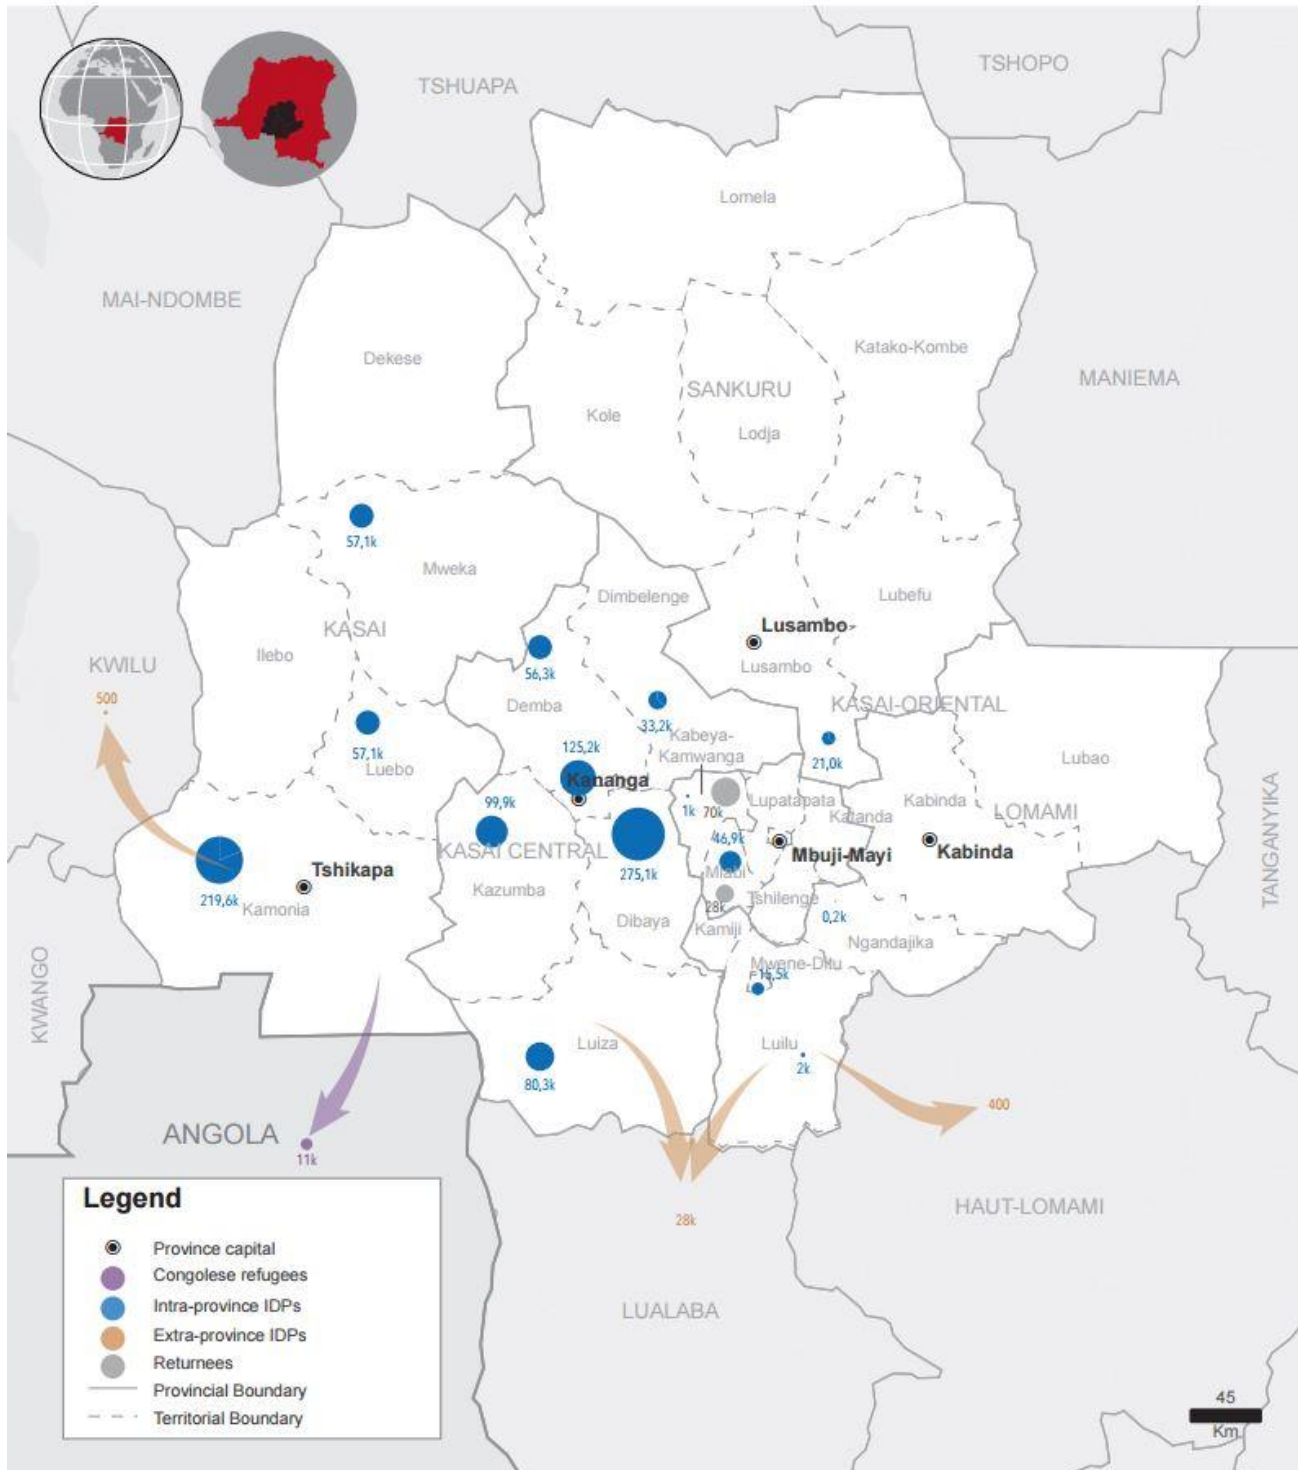 TSHOPO
TSHUAPA
Lomela
MAI-NDOMBE
Katako-Kombe
Dekese
MANIEMA
SANKURU
Kole
Lodja
57,1k
Mweka
Dimbelenge
Lubefu
KASAI
Lusambo
Ilebo
KWILU
Lusambo
56,3k
500
Demba
33,2k
KASAI-ORIENTAL
57,1k
Luebo
125,2k
Kabeya-
Kamwanga
21,0k
Lubao
Kananga
99,9k
1k
70k
Lupatapata
Katanda
Kabinda
LOMAMI
TANGANYIKA
46,9k
KASAI CENTRAL
Mbuji-Mayi
Kabinda
Tshikapa
275,1k
Miabi
219,6k
Kamonia
Kazumba
28k
Tshilenge
0,2k
Dibaya
Kamiji
Ngandajika
KWANGO
Mwene-Ditu
15,5k
Luiza
Luilu
80,3k
2k
400
ANGOLA
11k
28k
HAUT-LOMAMI
LUALABA
Legend
Province capital
Congolese refugees
Intra-province IDPs
Extra-province IDPs
Returnees
Provincial Boundary
Territorial Boundary
45
Km